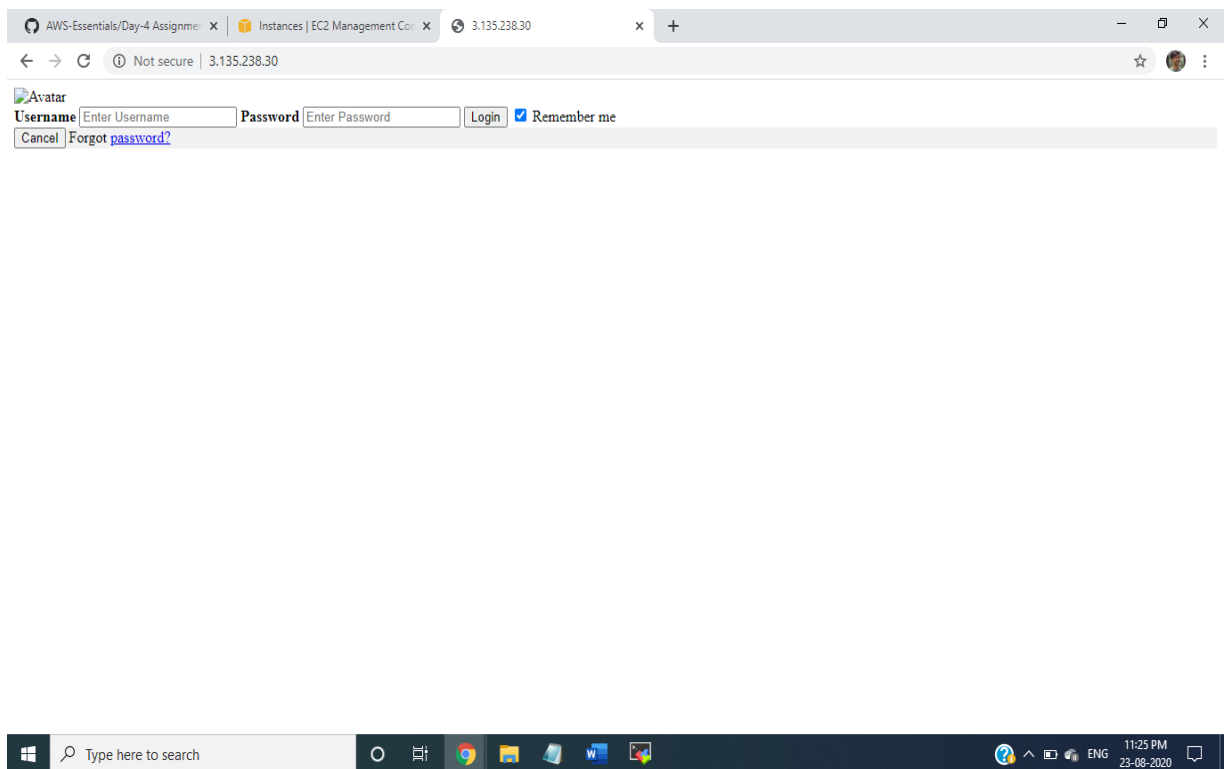 AWS-Essentials/Day-4 Assignmen Instances | EC2 Management Con 3.135.238.30
Not secure | 3.135.238.30
Avatar
Username Enter Username Password Enter Password Login Remember me
Cancel Forgot password?
Type here to search ENG 11:25 PM
23-08-2020